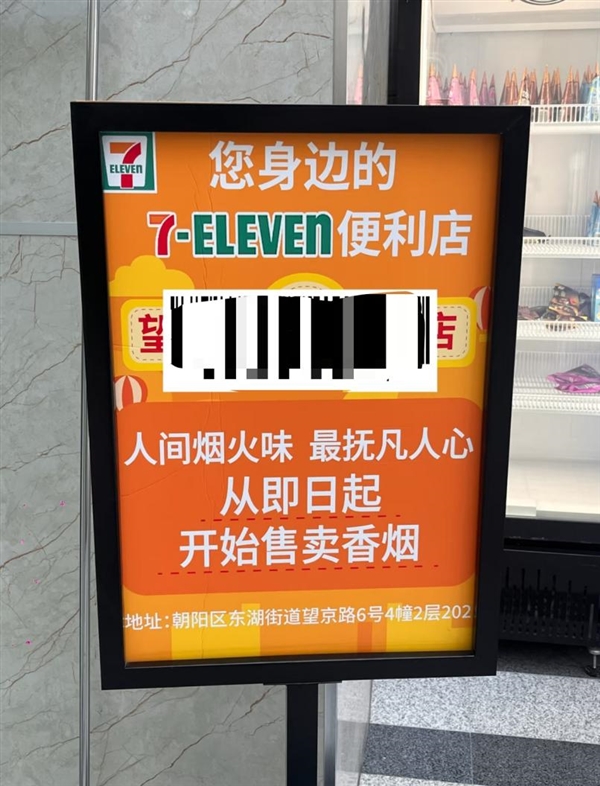 7
ELEVEN
您身边的
7-ELEVEn便利店
望 店
人间烟火味 最抚凡人心
从即日起
开始售卖香烟
地址:朝阳区东湖街道望京路6号4幢2层202